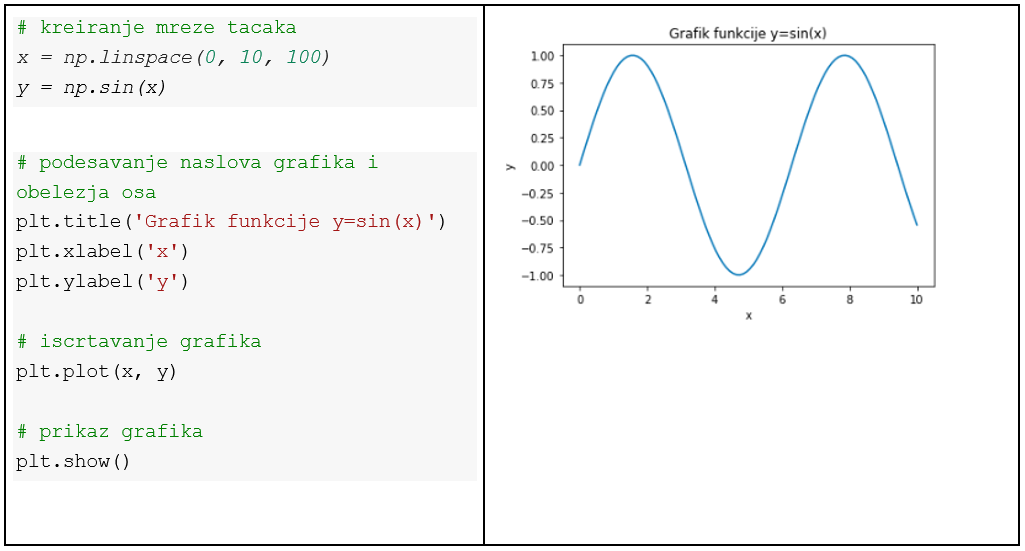 # kreiranje mreze tacaka
x = np.linspace(0, 10, 100)
y = np.sin(x)
# podesavanje naslova grafika i
obelezja osa
plt.title('Grafik funkcije y=sin(x)')
plt.xlabel('x')
plt.ylabel('y')
# iscrtavanje grafika
plt.plot(x, y)
# prikaz grafika
plt.show()
Grafik funkcije y=sin(x)
1.00
0.75
0.50
0.25
0.00
−0.25
−0.50
−0.75
−1.00
y
0 2 4 6 8 10
x